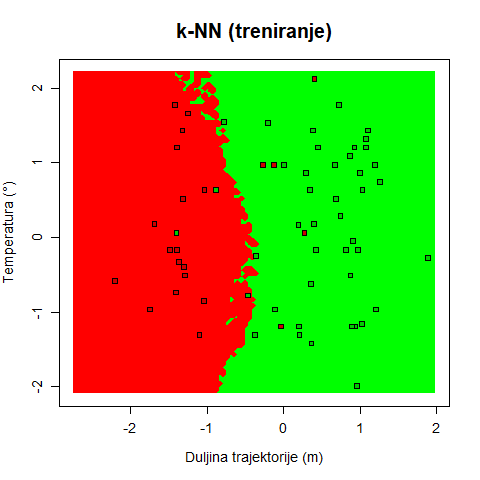 k-NN (treniranje)
Temperatura (°)
2
1
0
-1
-2
-2 -1 0 1 2
Duljina trajektorije (m)